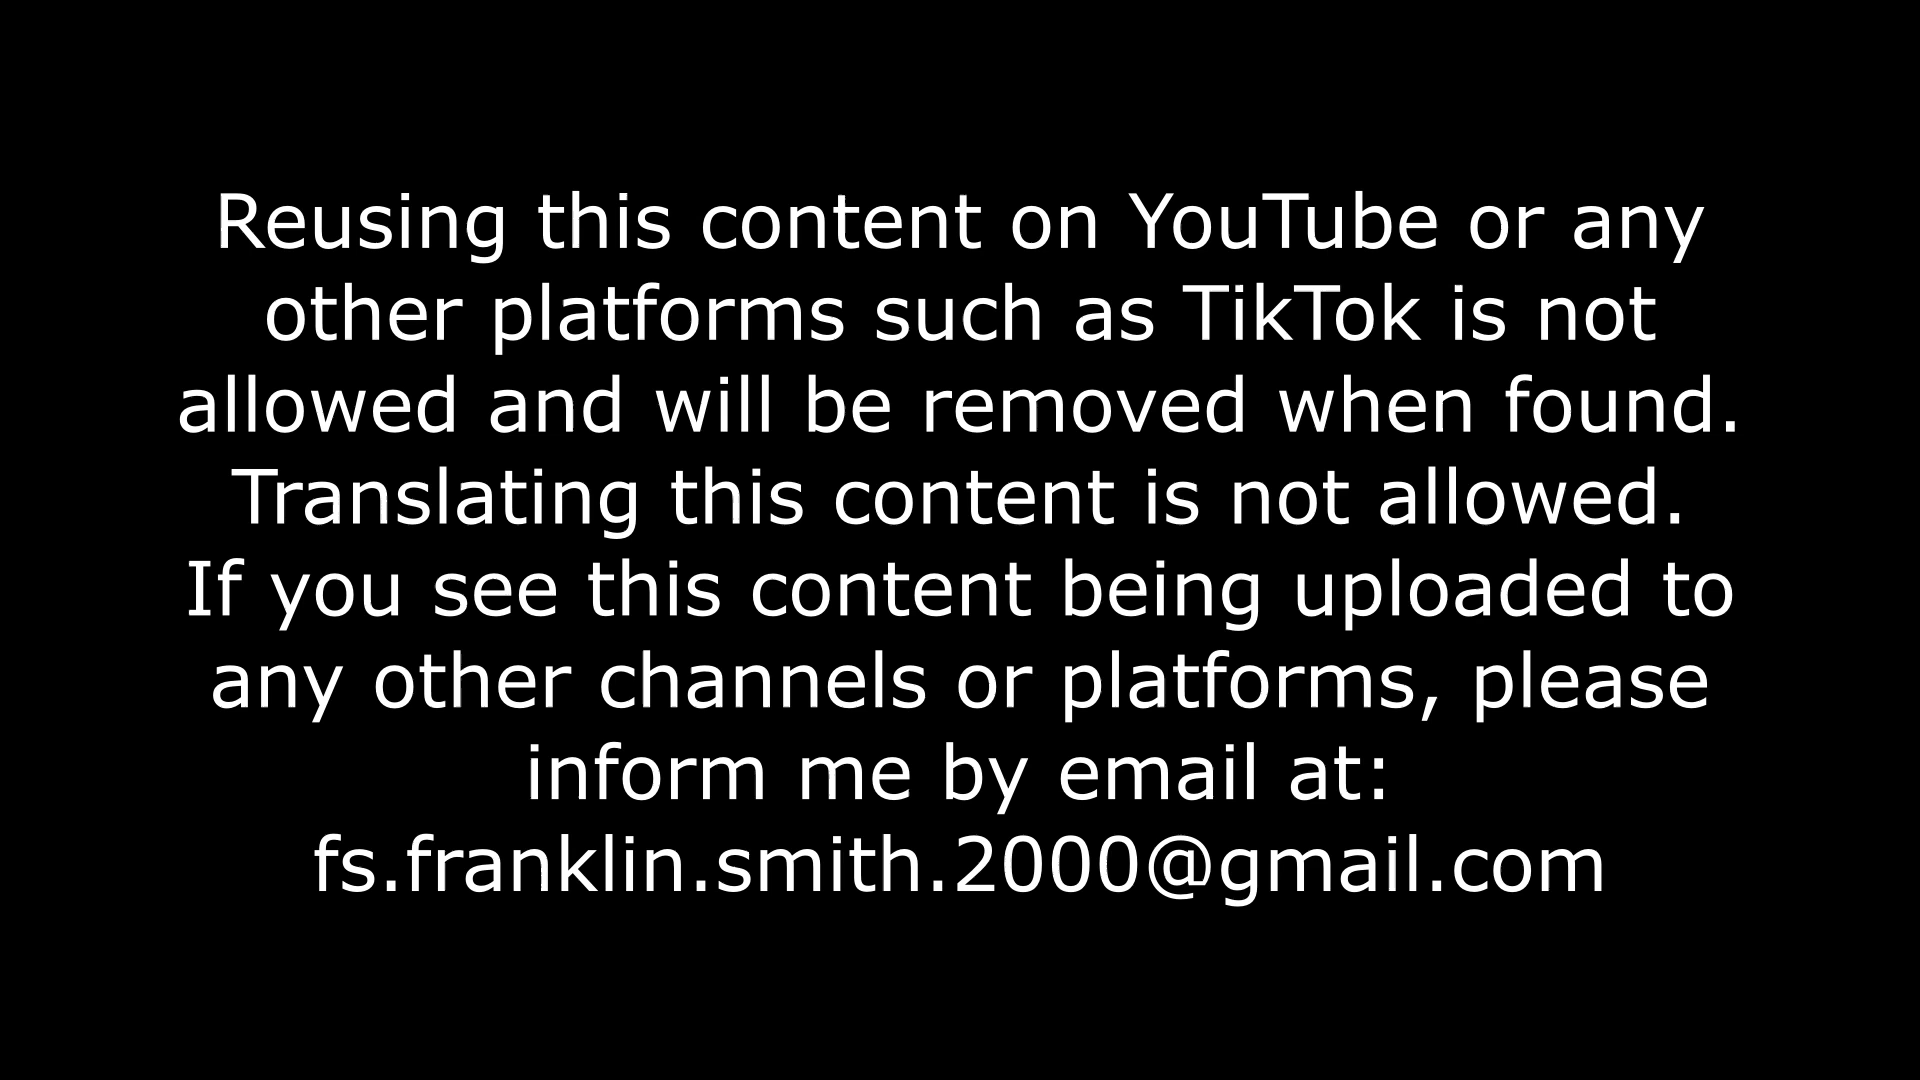 Reusing this content on YouTube or any
other platforms such as TikTok is not
allowed and will be removed when found.
Translating this content is not allowed.
If you see this content being uploaded to
any other channels or platforms, please
inform me by email at:
fs.franklin.smith.2000@gmail.com